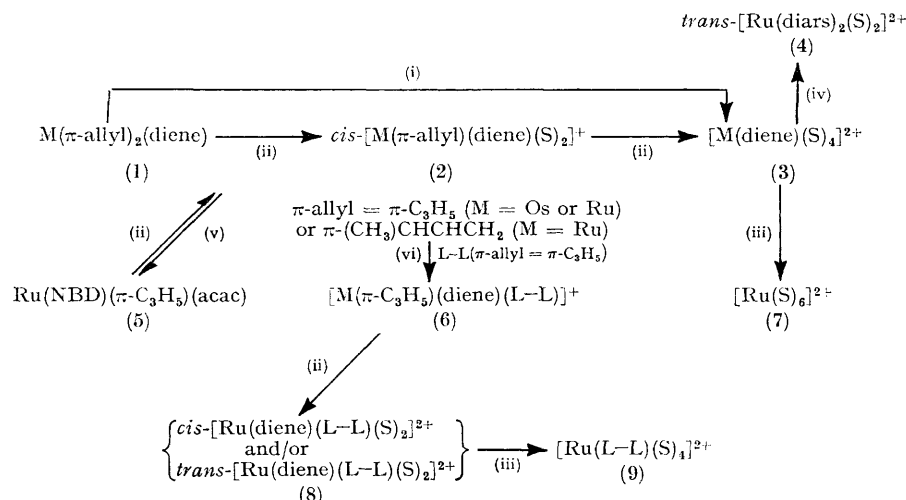 trans-[Ru(diars)₂(S)₂]²⁺
(4)
(i)
(iv)
M(π-allyl)₂(diene)
(ii)
cis-[M(π-allyl)(diene)(S)₂]⁺
(ii)
[M(diene)(S)₄]²⁺
(1)
(2)
(3)
π-allyl = π-C₃H₅ (M = Os or Ru)
or π-(CH₃)CHCHCH₂ (M = Ru)
(ii)
(v)
(vi)
L–L(π-allyl = π-C₃H₅)
(iii)
Ru(NBD)(π-C₃H₅)(acac)
(5)
[M(π-C₃H₅)(diene)(L–L)]⁺
(6)
[Ru(S)₆]²⁺
(7)
(ii)
cis-[Ru(diene)(L–L)(S)₂]²⁺
and/or
trans-[Ru(diene)(L–L)(S)₂]²⁺
(8)
(iii)
[Ru(L–L)(S)₄]²⁺
(9)